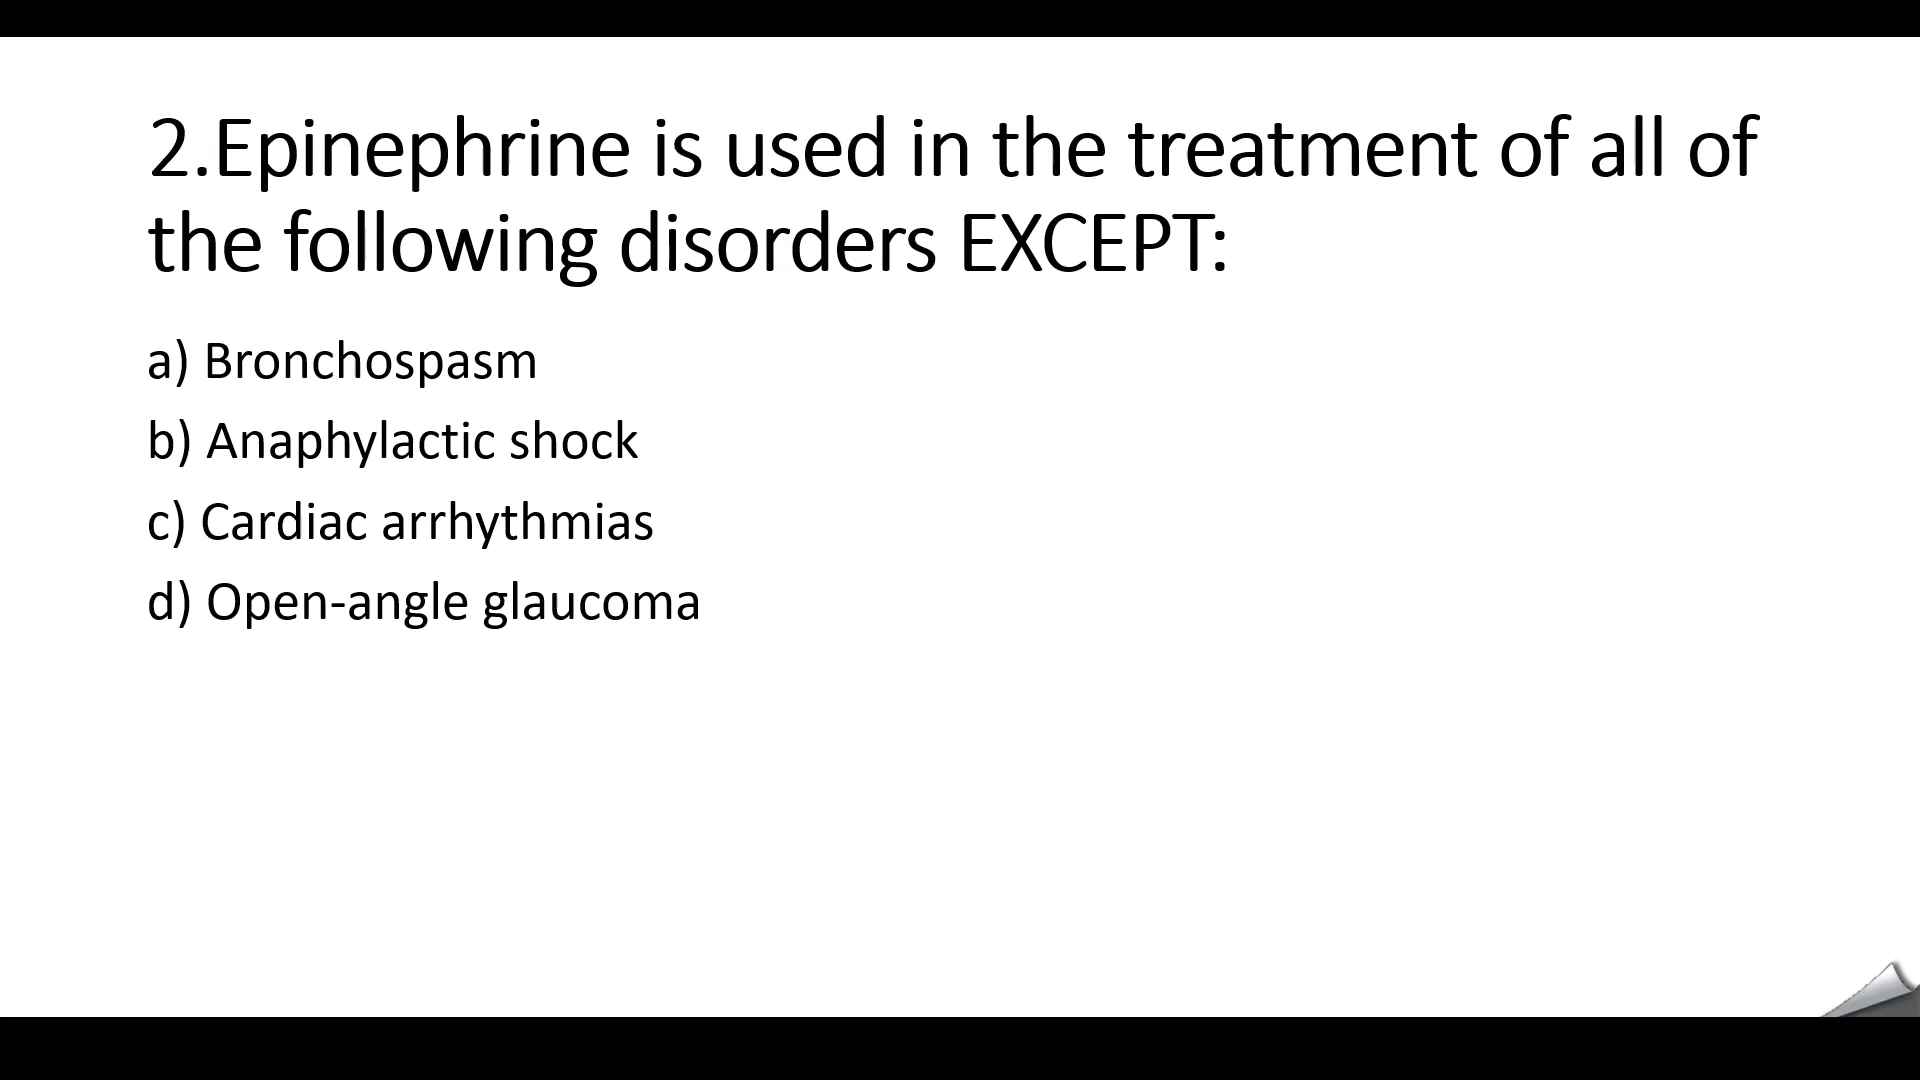 2.Epinephrine is used in the treatment of all of
the following disorders EXCEPT:
a) Bronchospasm
b) Anaphylactic shock
c) Cardiac arrhythmias
d) Open-angle glaucoma